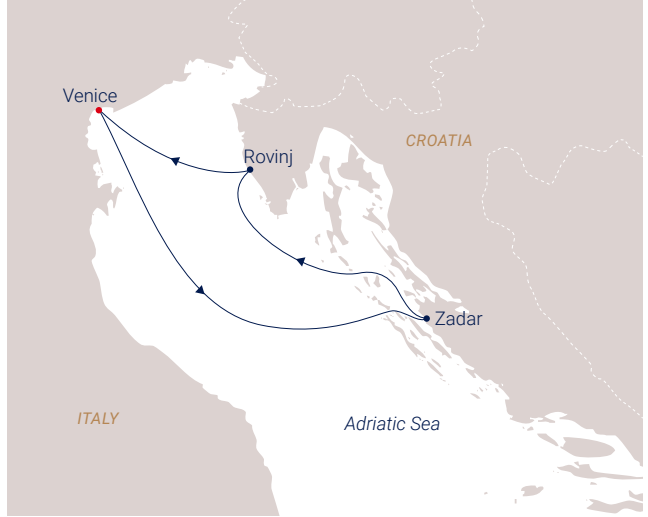 Venice
CROATIA
Rovinj
Zadar
ITALY
Adriatic Sea